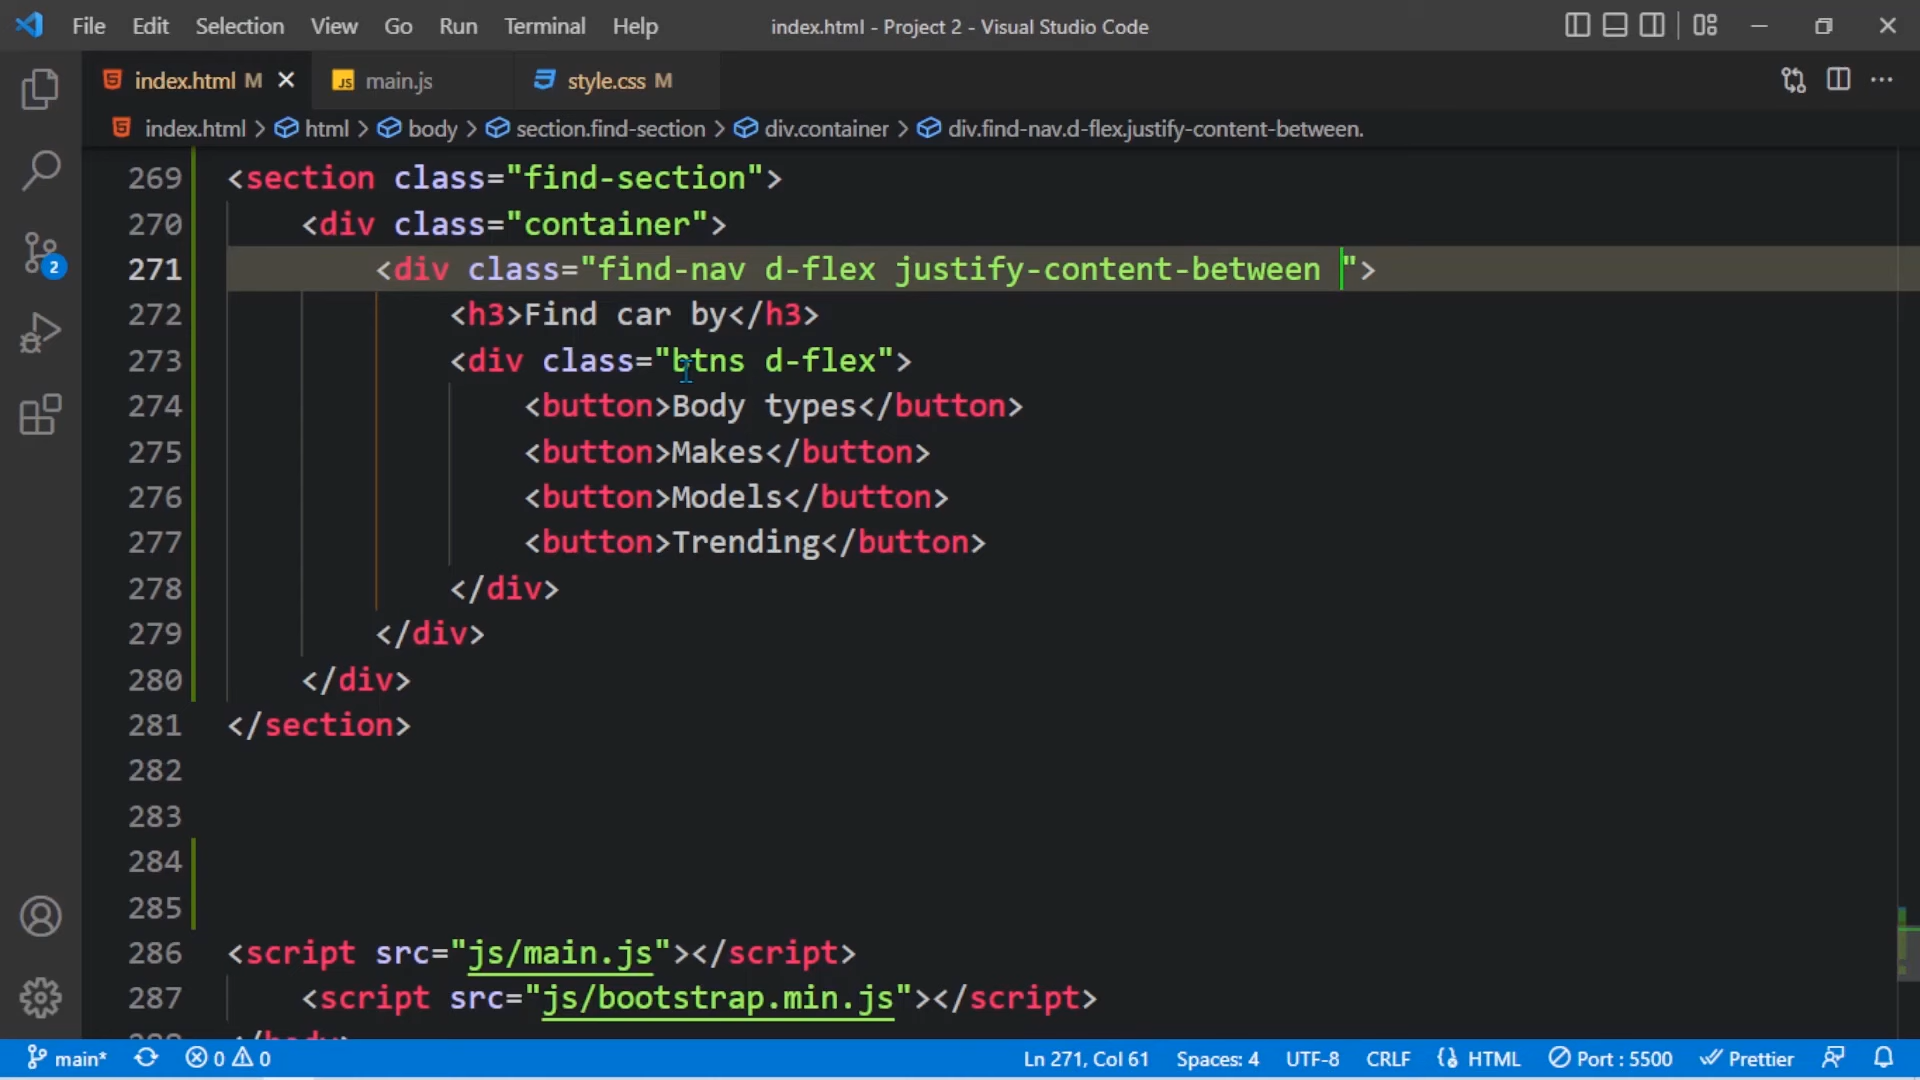 File Edit Selection View Go Run Terminal Help index.html - Project 2 - Visual Studio Code
index.html M main.js style.css M
index.html > html > body > section.find-section > div.container > div.find-nav.d-flex.justify-content-between.
269 <section class="find-section">
270 <div class="container">
271 <div class="find-nav d-flex justify-content-between ">
272 <h3>Find car by</h3>
273 <div class="btns d-flex">
274 <button>Body types</button>
275 <button>Makes</button>
276 <button>Models</button>
277 <button>Trending</button>
278 </div>
279 </div>
280 </div>
281 </section>
282
283
284
285
286 <script src="js/main.js"></script>
287 <script src="js/bootstrap.min.js"></script>
288 </body>
2
main* 0 0 Ln 271, Col 61 Spaces: 4 UTF-8 CRLF HTML Port : 5500 Prettier